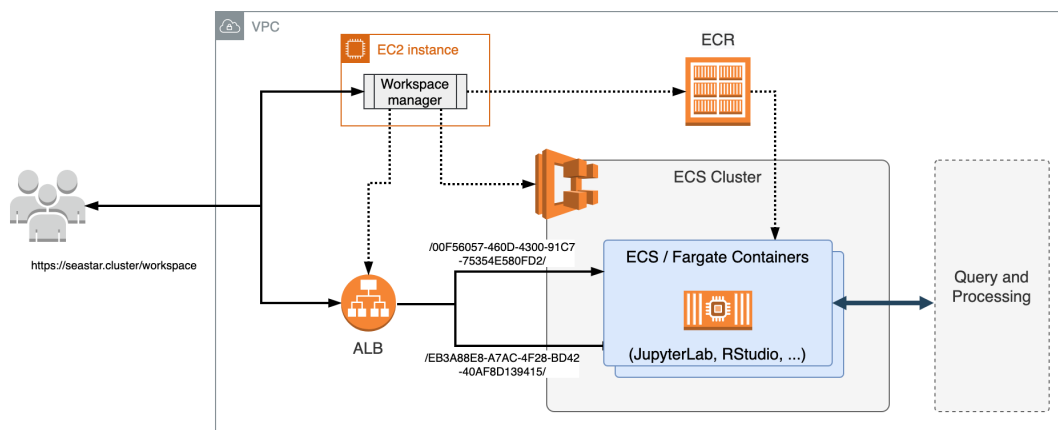 VPC
EC2 instance
ECR
Workspace
manager
ECS Cluster
/00F56057-460D-4300-91C7
-75354E580FD2/
ECS / Fargate Containers
https://seastar.cluster/workspace
Query and
Processing
ALB
(JupyterLab, RStudio, ...)
/EB3A88E8-A7AC-4F28-BD42
-40AF8D139415/